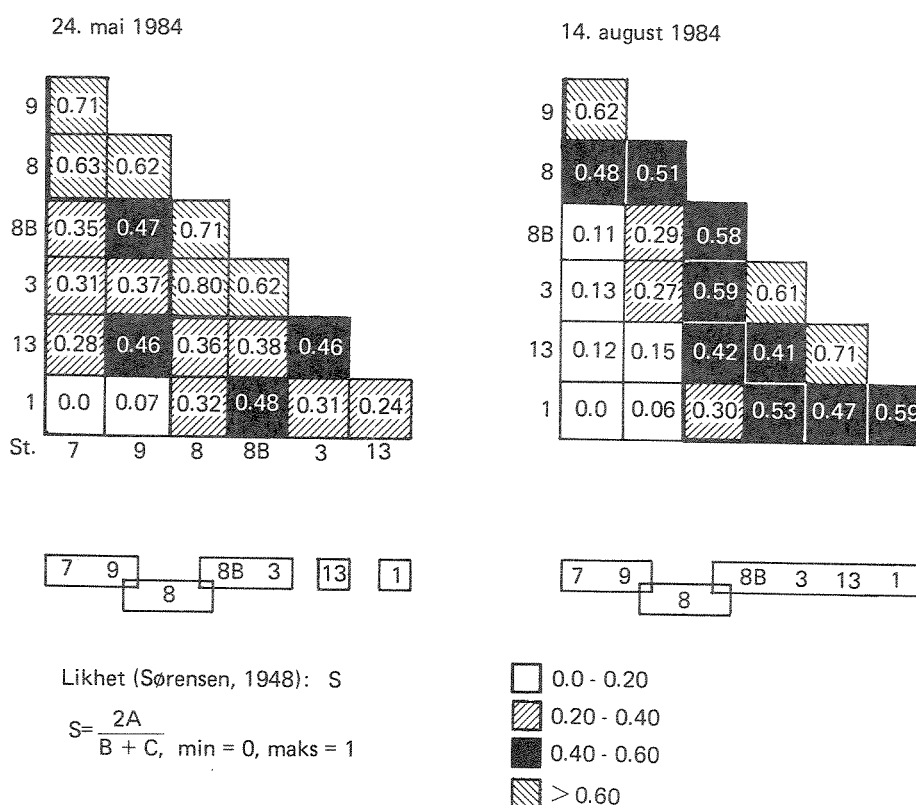 24. mai 1984
9 0.71
8 0.63 0.62
8B 0.35 0.47 0.71
3 0.31 0.37 0.80 0.62
13 0.28 0.46 0.36 0.38 0.46
1 0.0 0.07 0.32 0.48 0.31 0.24
St. 7 9 8 8B 3 13
7 9 8B 3 13 1
8
14. august 1984
9 0.62
8 0.48 0.51
8B 0.11 0.29 0.58
3 0.13 0.27 0.59 0.61
13 0.12 0.15 0.42 0.41 0.71
1 0.0 0.06 0.30 0.53 0.47 0.59
7 9 8B 3 13 1
8
Likhet (Sørensen, 1948): S
S= 2A / B + C, min = 0, maks = 1
0.0 - 0.20
0.20 - 0.40
0.40 - 0.60
> 0.60